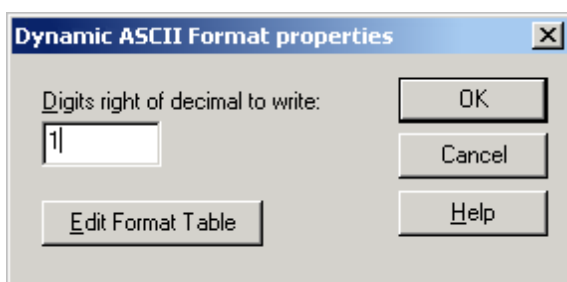 Dynamic ASCII Format properties
Digits right of decimal to write:
1
OK
Cancel
Edit Format Table
Help